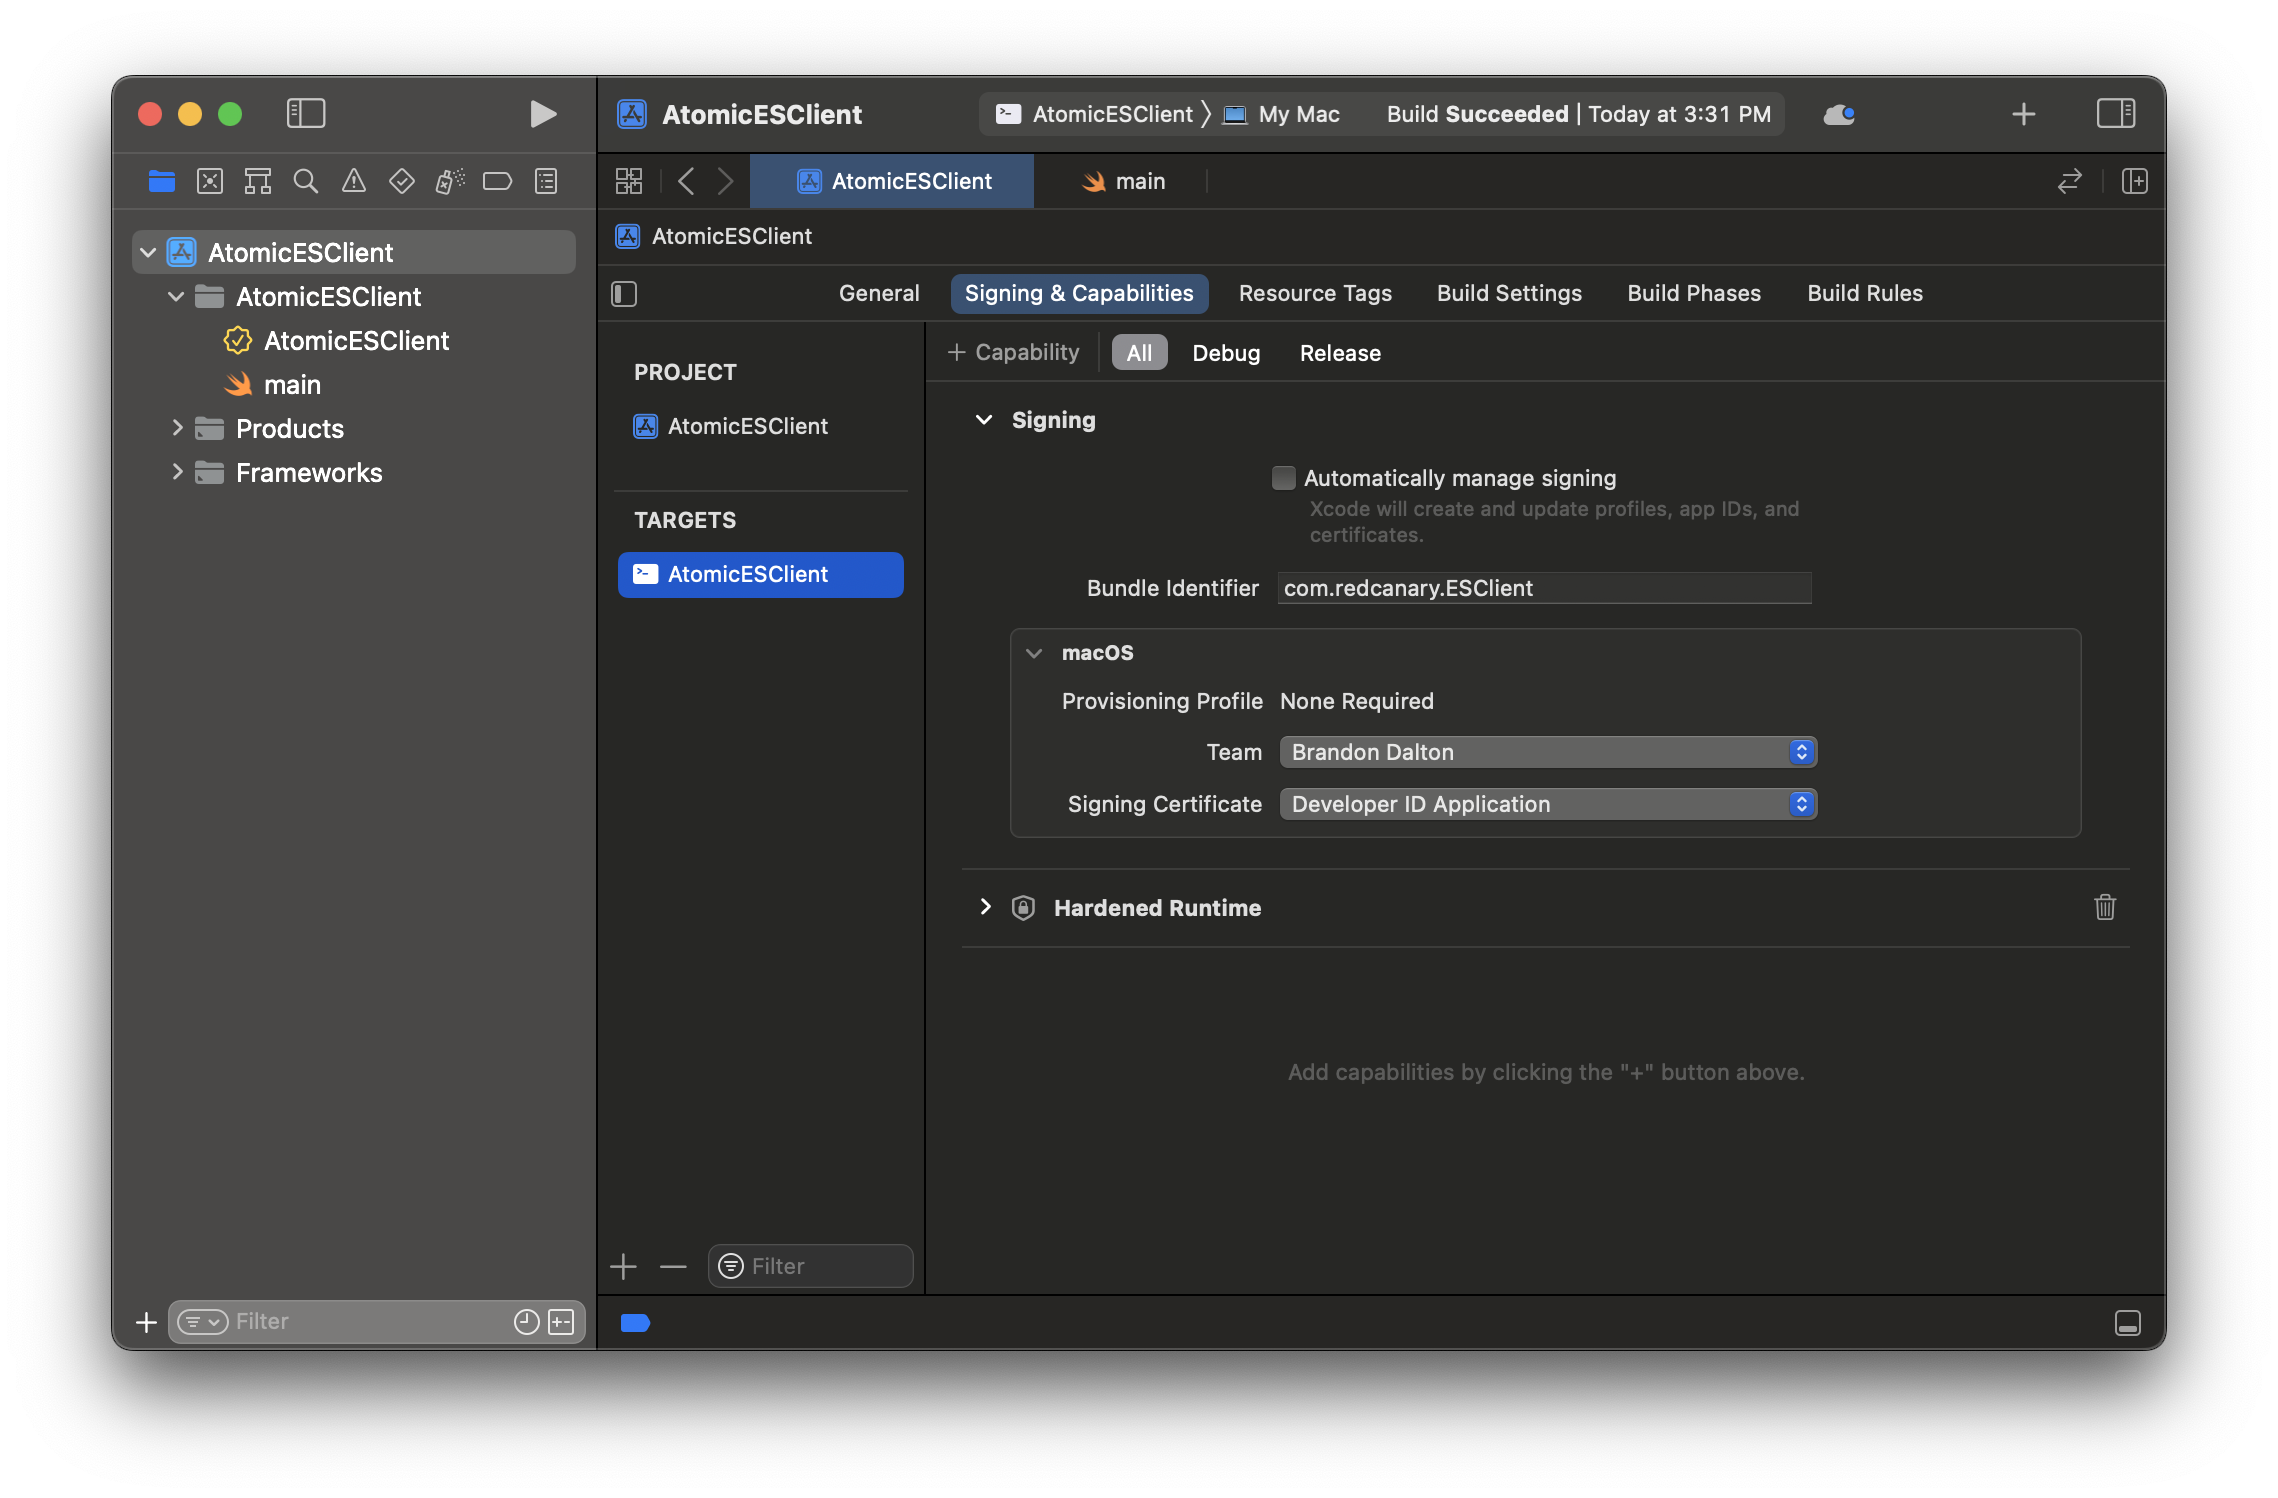 AtomicESClient
AtomicESClient
My Mac
Build Succeeded | Today at 3:31 PM
AtomicESClient
main
AtomicESClient
AtomicESClient
AtomicESClient
AtomicESClient
main
Products
Frameworks
General
Signing & Capabilities
Resource Tags
Build Settings
Build Phases
Build Rules
PROJECT
AtomicESClient
TARGETS
AtomicESClient
+ Capability
All
Debug
Release
Signing
Automatically manage signing
Xcode will create and update profiles, app IDs, and
certificates.
Bundle Identifier com.redcanary.ESClient
macOS
Provisioning Profile None Required
Team Brandon Dalton
Signing Certificate Developer ID Application
Hardened Runtime
Add capabilities by clicking the "+" button above.
Filter
Filter